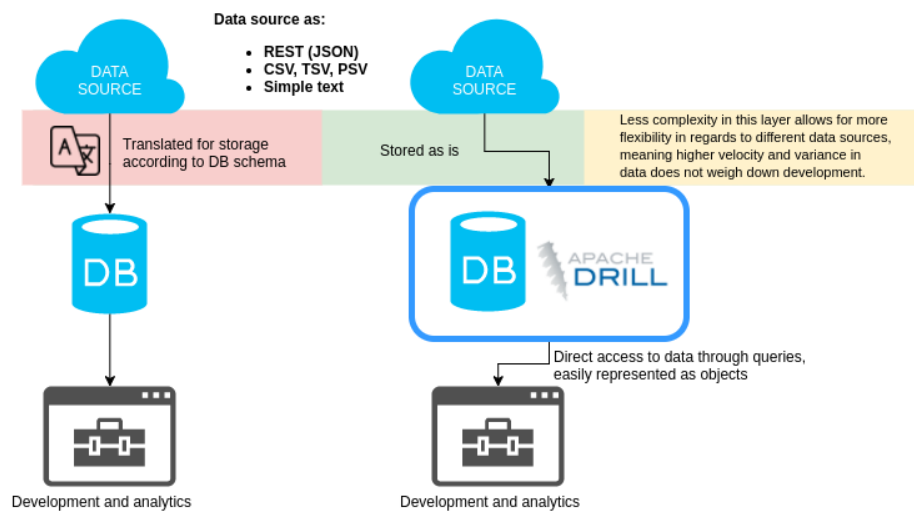 Data source as:
REST (JSON)
CSV, TSV, PSV
Simple text
DATA
SOURCE
DATA
SOURCE
A 文
Translated for storage
according to DB schema
Stored as is
Less complexity in this layer allows for more
flexibility in regards to different data sources,
meaning higher velocity and variance in
data does not weigh down development.
DB
DB
APACHE
DRILL
Direct access to data through queries,
easily represented as objects
Development and analytics
Development and analytics